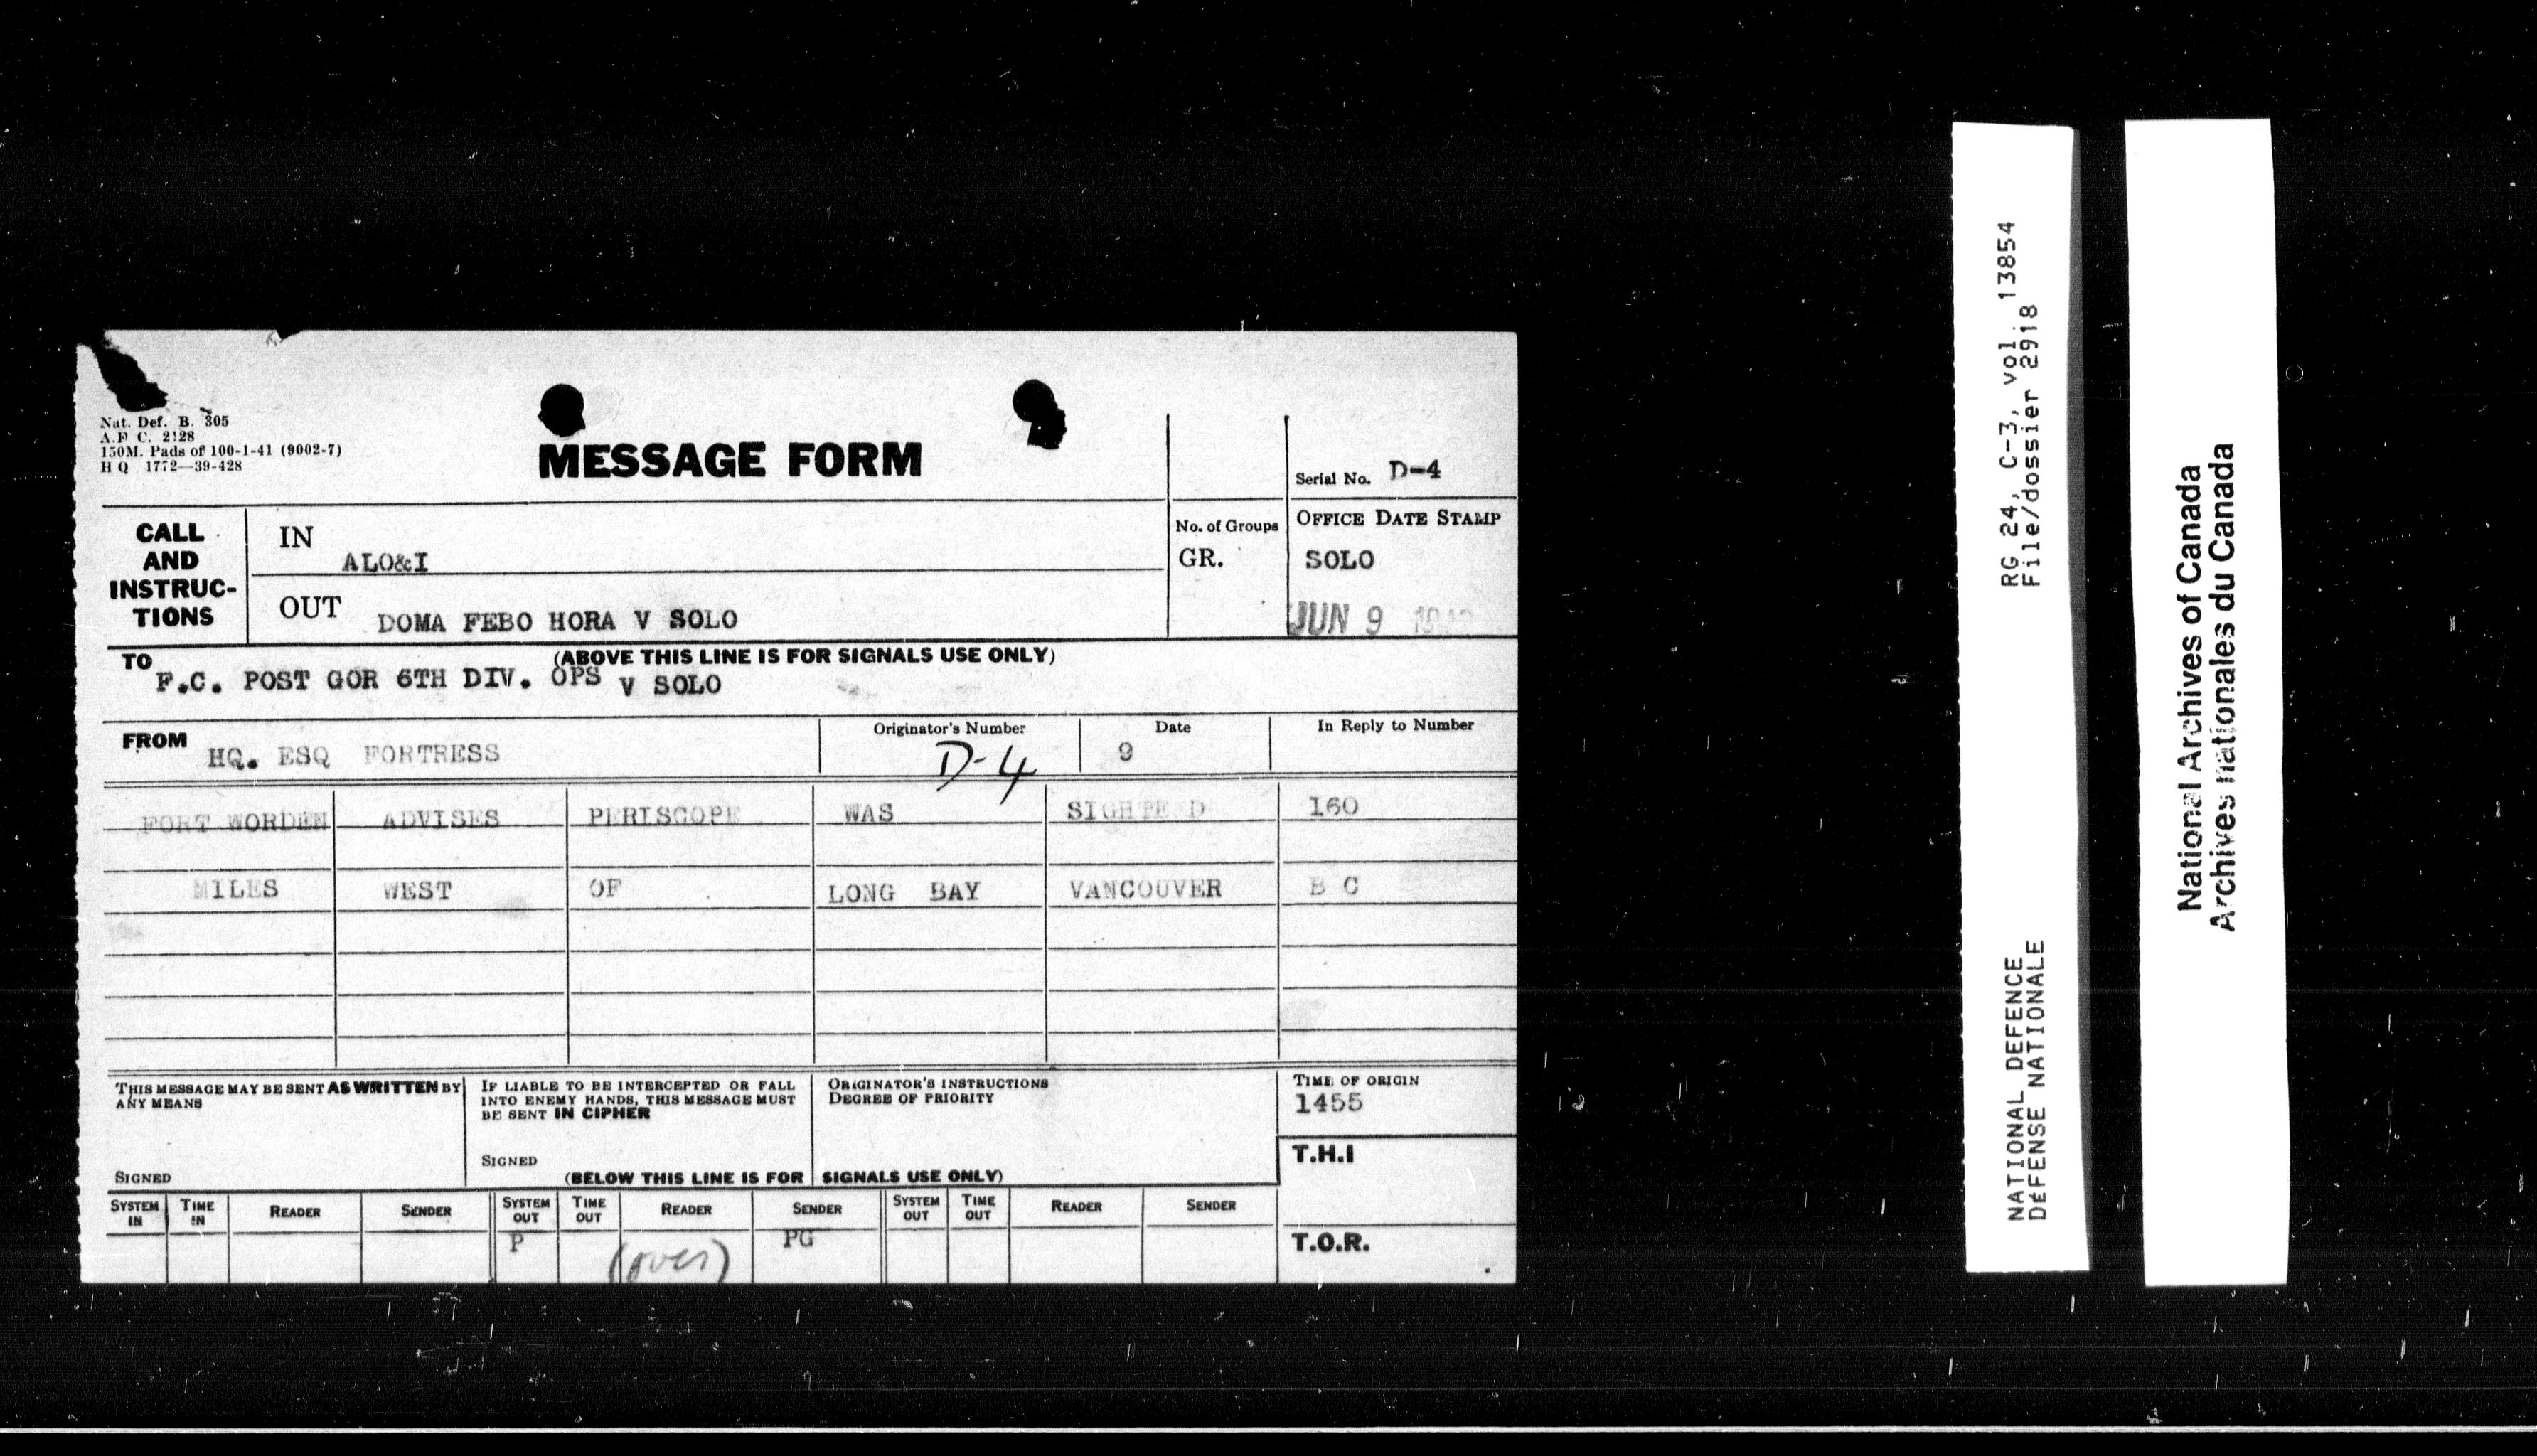 Nat. Def. B. 305
A.F C. 2128
150M. Pads of 100-1-41 (9002-7)
H Q 1772-39-428
MESSAGE FORM
Serial No. D-4
CALL AND INSTRUC-TIONS
IN ALO&I
OUT DOMA FEBO HORA V SOLO
No. of Groups
GR.
OFFICE DATE STAMP
SOLO
JUN 9
(ABOVE THIS LINE IS FOR SIGNALS USE ONLY)
TO F.C. POST GOR 6TH DIV. OPS V SOLO
FROM HQ. ESQ FORTRESS
Originator's Number D-4
Date 9
In Reply to Number
FORT WORDEN ADVISES PERISCOPE WAS SIGHTEED 160
MILES WEST OF LONG BAY VANCOUVER B C
THIS MESSAGE MAY BE SENT AS WRITTEN BY
ANY MEANS
SIGNED
IF LIABLE TO BE INTERCEPTED OR FALL
INTO ENEMY HANDS, THIS MESSAGE MUST
BE SENT IN CIPHER
SIGNED
ORIGINATOR'S INSTRUCTIONS
DEGREE OF PRIORITY
TIME OF ORIGIN
1455
T.H.I
(BELOW THIS LINE IS FOR SIGNALS USE ONLY)
SYSTEM IN TIME IN READER SENDER SYSTEM OUT TIME OUT READER SENDER SYSTEM OUT TIME OUT READER SENDER
P (over) PG
T.O.R.
RG 24, C-3, vol. 13854
File/dossier 2918
NATIONAL DEFENCE
DÉFENSE NATIONALE
National Archives of Canada
Archives nationales du Canada